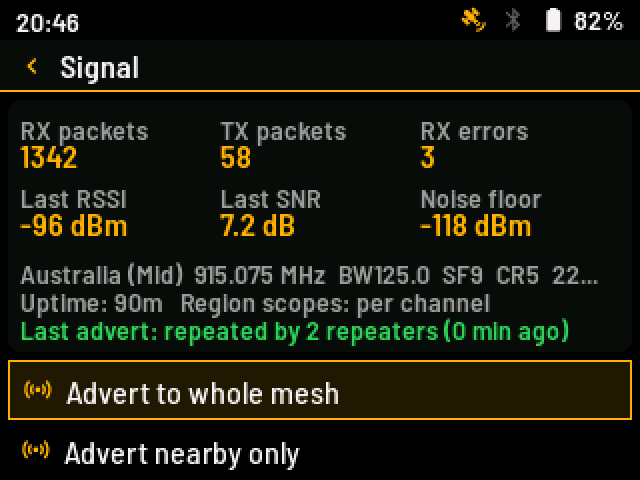 20:46 82%
Signal
RX packets TX packets RX errors
1342 58 3
Last RSSI Last SNR Noise floor
-96 dBm 7.2 dB -118 dBm
Australia (Mid) 915.075 MHz BW125.0 SF9 CR5 22...
Uptime: 90m Region scopes: per channel
Last advert: repeated by 2 repeaters (0 min ago)
Advert to whole mesh
Advert nearby only